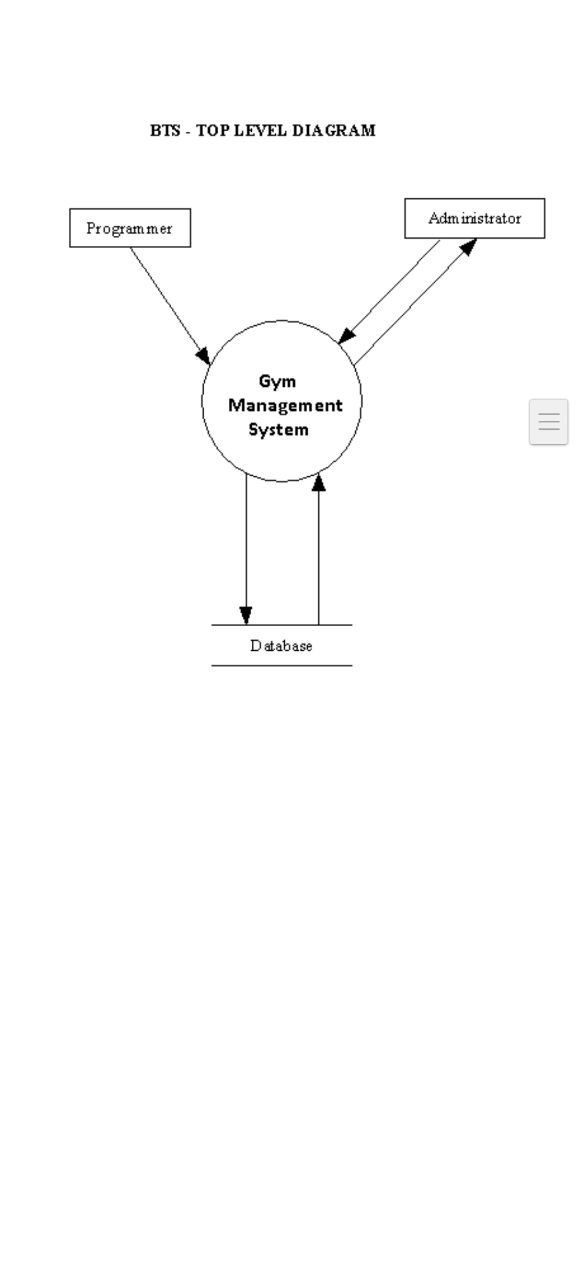 BTS - TOP LEVEL DIAGRAM
Programmer
Administrator
Gym
Management
System
Database